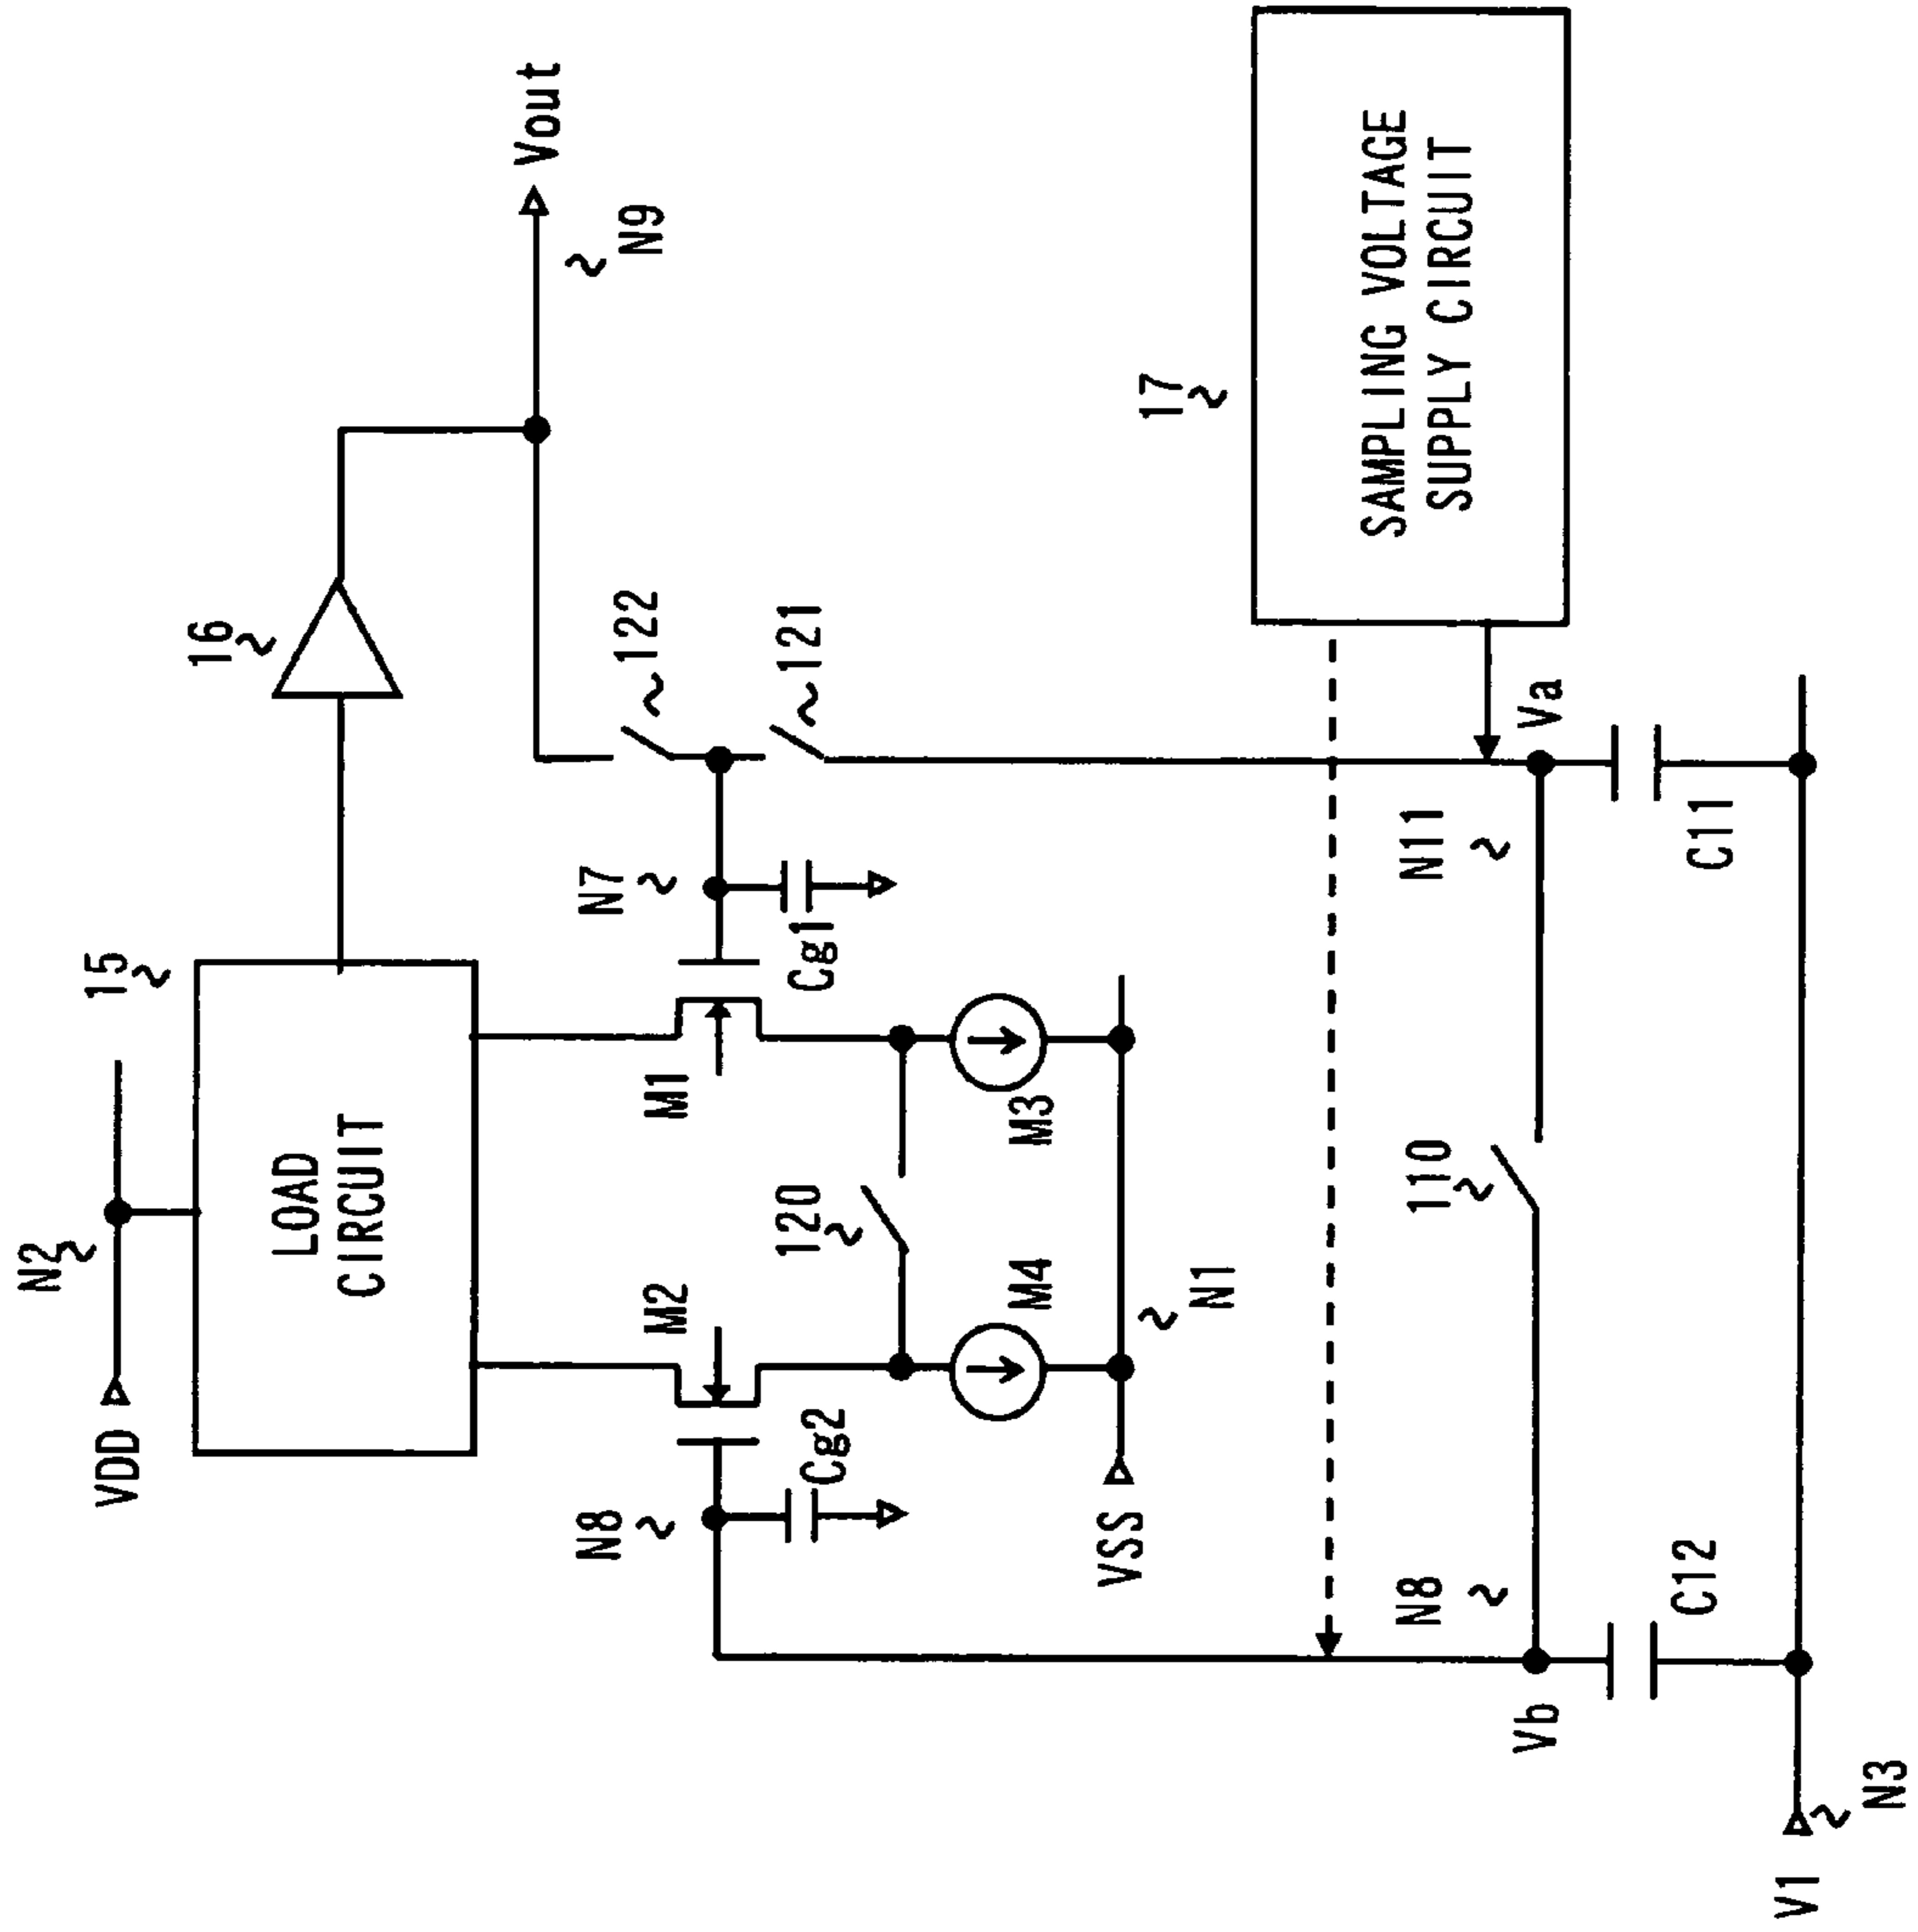 VDD
N2
15
LOAD
CIRCUIT
16
Vout
N9
122
121
N7
Cg1
M1
M2
N8
Cg2
120
M3
M4
VSS
N1
17
SAMPLING VOLTAGE
SUPPLY CIRCUIT
Va
N11
110
N8
Vb
C11
C12
V1
N3